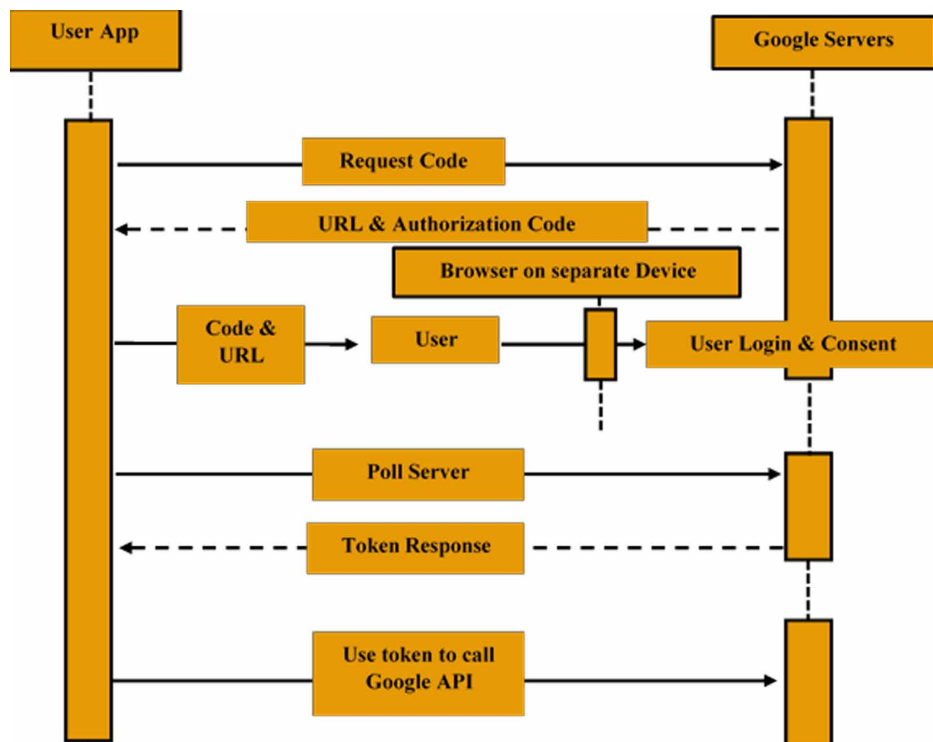 User App
Google Servers
Request Code
URL & Authorization Code
Browser on separate Device
Code &
URL
User
User Login & Consent
Poll Server
Token Response
Use token to call
Google API